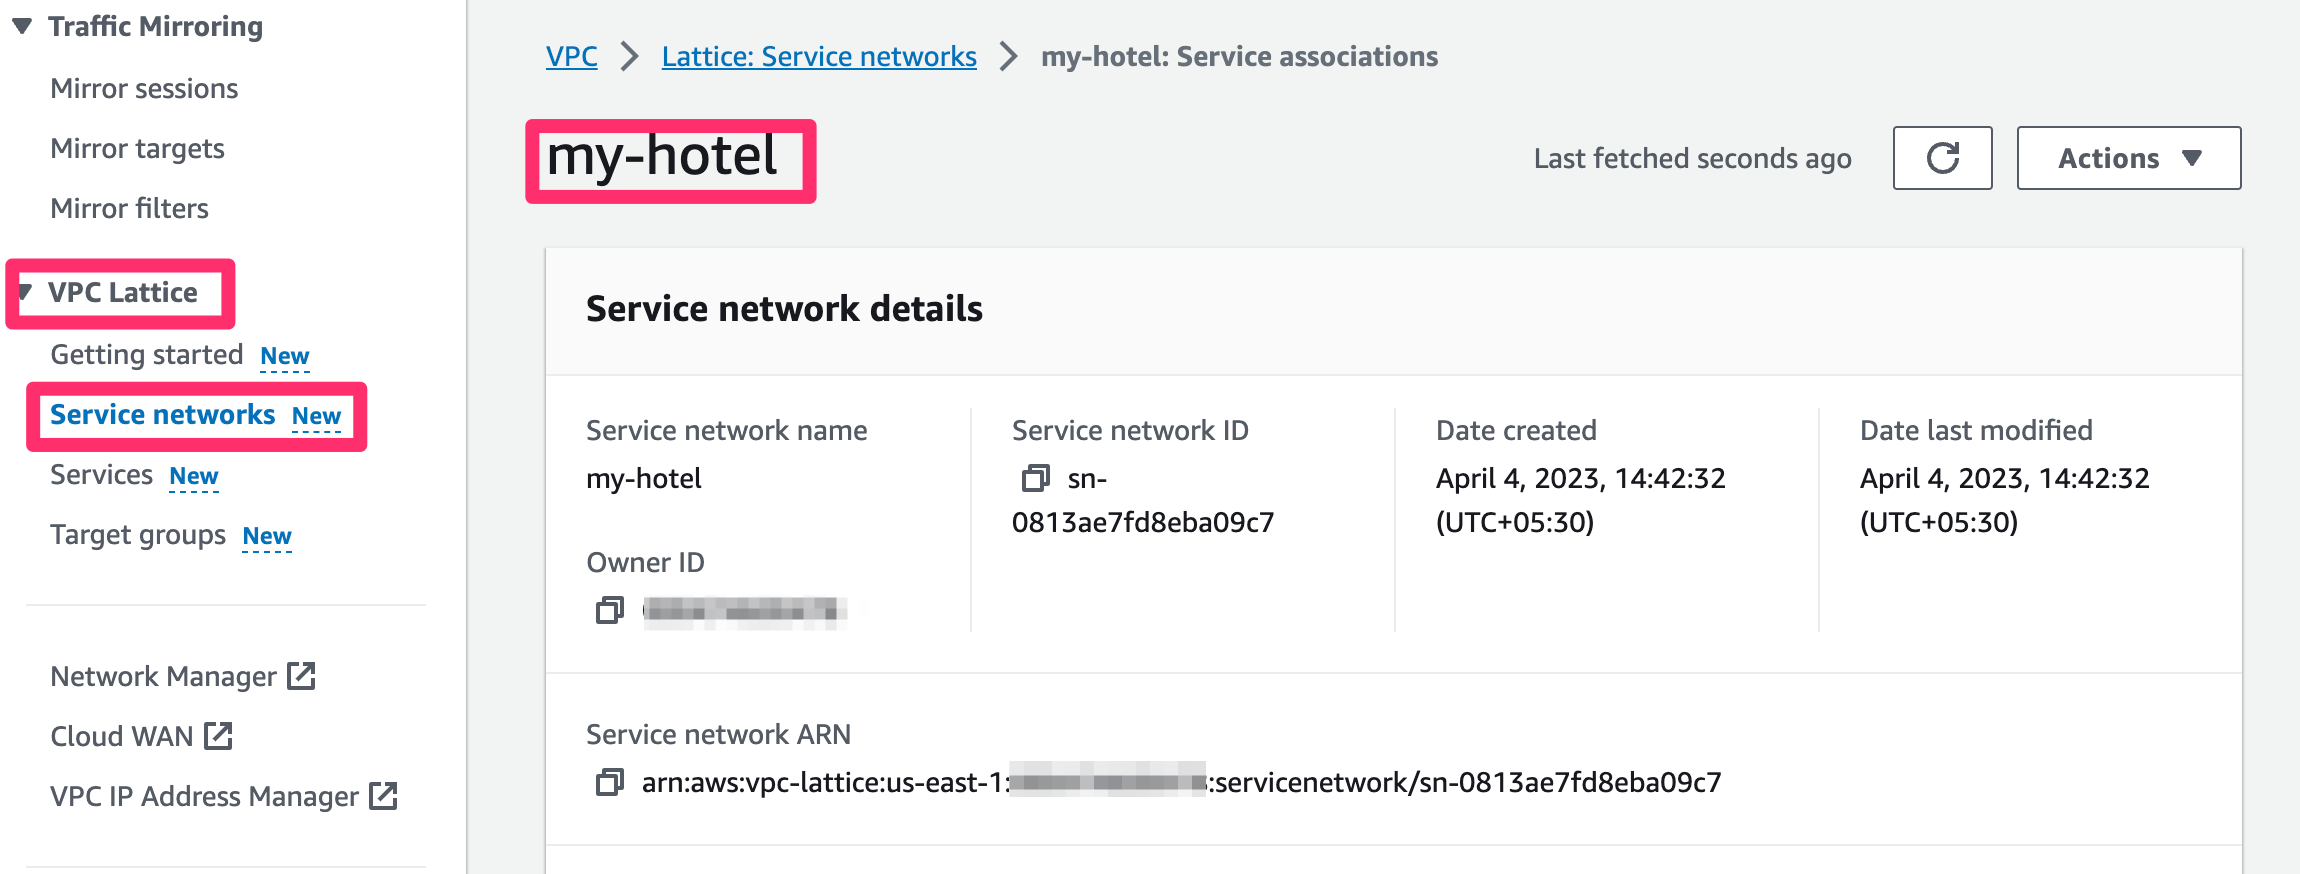 Traffic Mirroring
Mirror sessions
Mirror targets
Mirror filters
VPC Lattice
Getting started New
Service networks New
Services New
Target groups New
Network Manager
Cloud WAN
VPC IP Address Manager
VPC > Lattice: Service networks > my-hotel: Service associations
my-hotel
Last fetched seconds ago
Actions
Service network details
Service network name
my-hotel
Owner ID
Service network ID
sn-
0813ae7fd8eba09c7
Date created
April 4, 2023, 14:42:32
(UTC+05:30)
Date last modified
April 4, 2023, 14:42:32
(UTC+05:30)
Service network ARN
arn:aws:vpc-lattice:us-east-1: :servicenetwork/sn-0813ae7fd8eba09c7